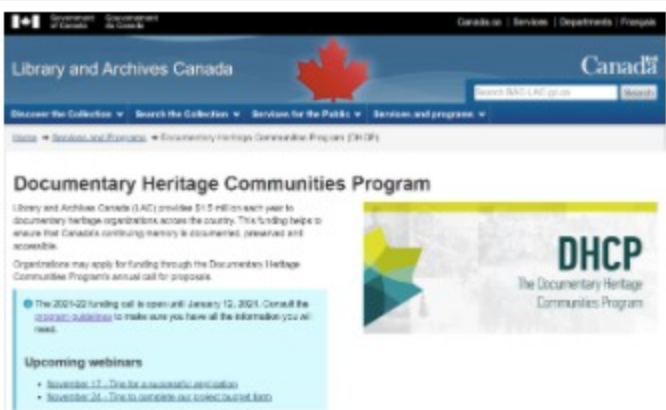 Government of Canada
Gouvernement du Canada
Canada.ca | Services | Departments | Français
Library and Archives Canada
Canada
Search BAC-LAC.gc.ca
Search
Discover the Collection
Search the Collection
Services for the Public
Services and programs
Home → Services and Programs → Documentary Heritage Communities Program (DHCP)
Documentary Heritage Communities Program
Library and Archives Canada (LAC) provides $1.5 million each year to
documentary heritage organizations across the country. This funding helps to
ensure that Canada's continuing memory is documented, preserved and
accessible.
Organizations may apply for funding through the Documentary Heritage
Communities Program's annual call for proposals.
DHCP
The Documentary Heritage
Communities Program
The 2021-22 funding call is open until January 12, 2021. Consult the
program guidelines to make sure you have all the information you will
need.
Upcoming webinars
November 17 - Tips for a successful application
November 24 - Tips to complete our project budget form